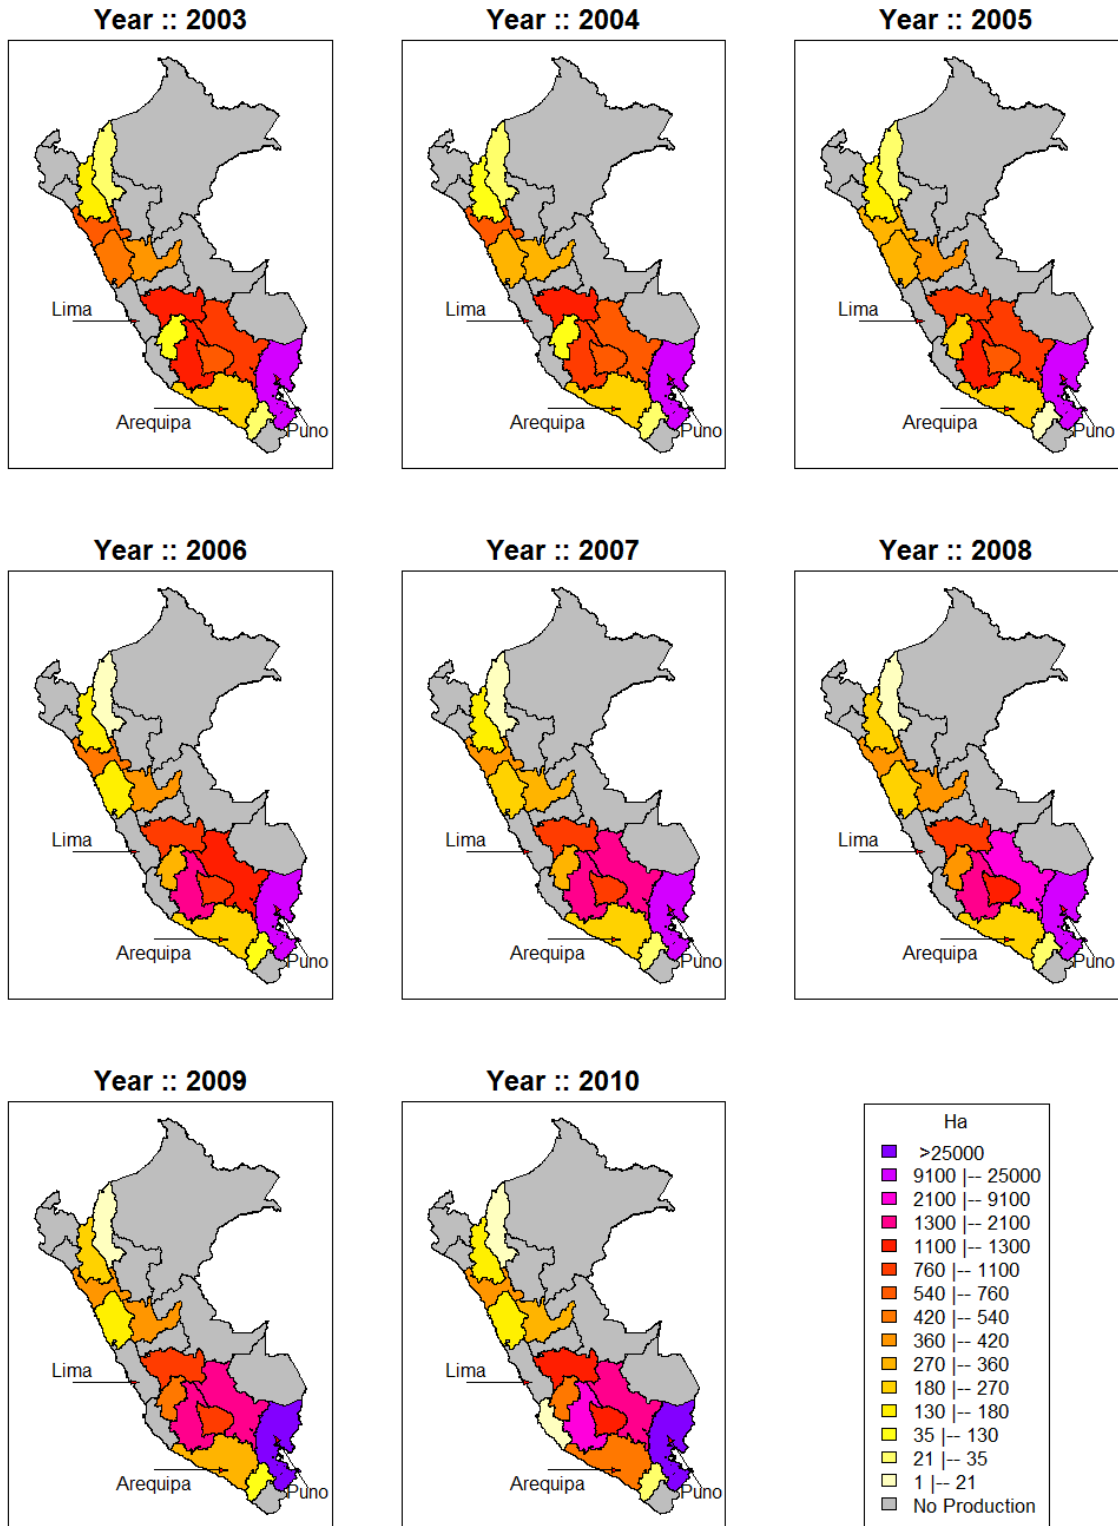 Year :: 2003
Year :: 2004
Year :: 2005
Lima
Arequipa
Puno
Lima
Arequipa
Puno
Lima
Arequipa
Puno
Year :: 2006
Year :: 2007
Year :: 2008
Lima
Arequipa
Puno
Lima
Arequipa
Puno
Lima
Arequipa
Puno
Year :: 2009
Year :: 2010
Lima
Arequipa
Puno
Lima
Arequipa
Puno
Ha
>25000
9100 |-- 25000
2100 |-- 9100
1300 |-- 2100
1100 |-- 1300
760 |-- 1100
540 |-- 760
420 |-- 540
360 |-- 420
270 |-- 360
180 |-- 270
130 |-- 180
35 |-- 130
21 |-- 35
1 |-- 21
No Production